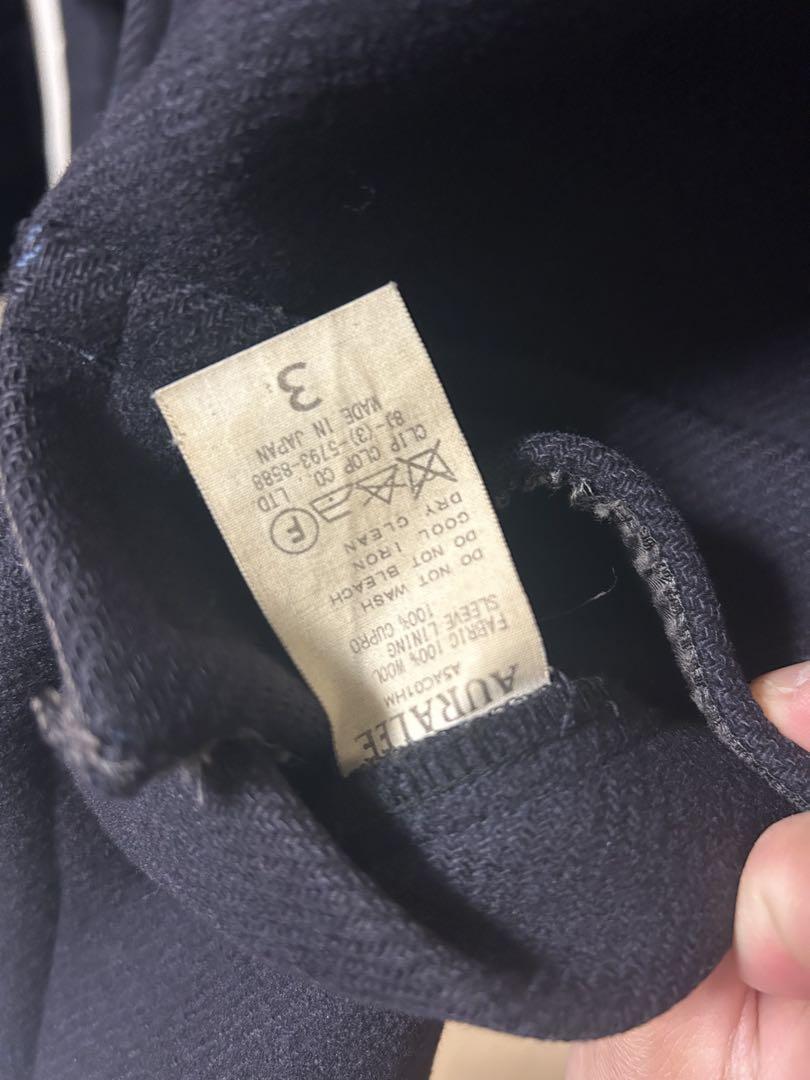 AURALEE
A5AC01HM
FABRIC 100% WOOL
SLEEVE LINING
100% CUPRO
DO NOT WASH
DO NOT BLEACH
COOL IRON
DRY CLEAN
F
CLIP CLOP CO. LTD
81-(3)-5793-8588
MADE IN JAPAN
3